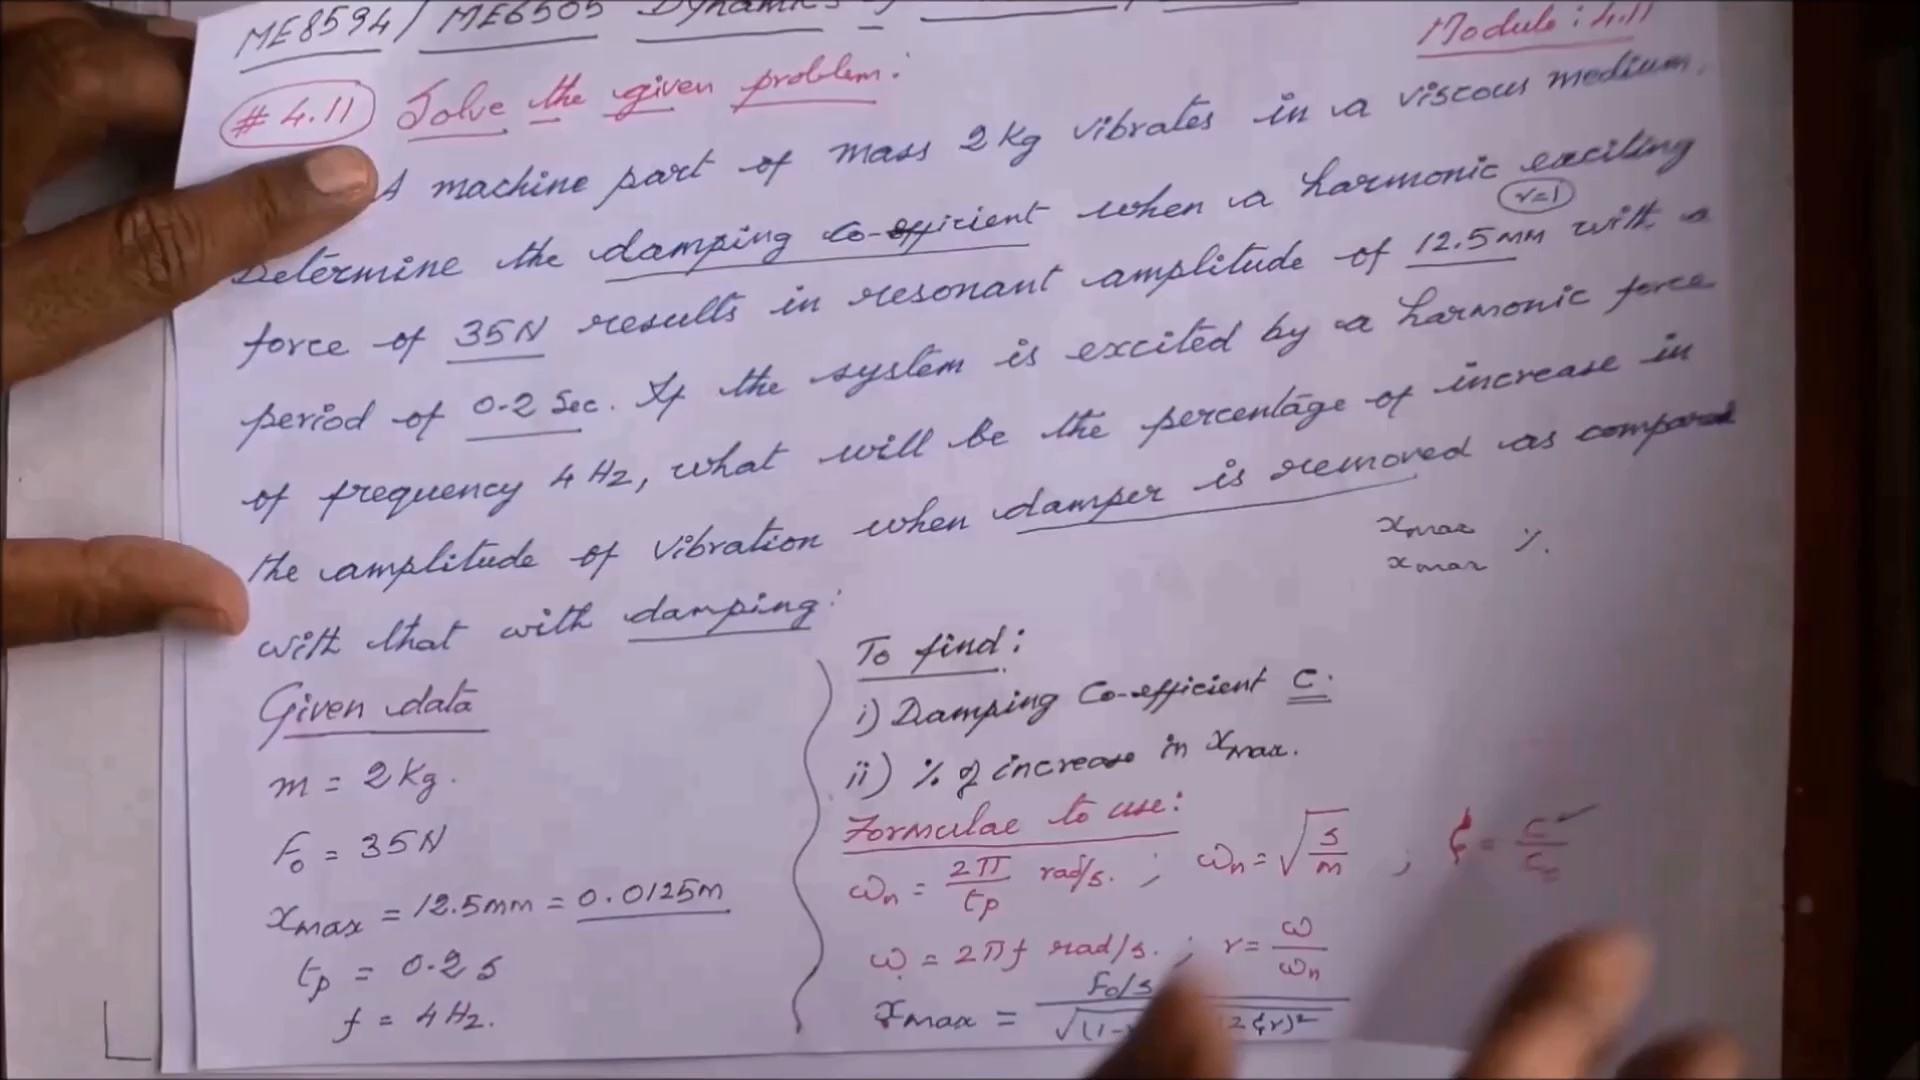 ME8594/ ME6505 Dynamics
Module: 4.11
# 4.11 Solve the given problem:
A machine part of mass 2 kg vibrates in a viscous medium.
Determine the damping Co-efficient when a harmonic exciting
force of 35N results in resonant amplitude of 12.5mm with a
r=1
period of 0.2 Sec. If the system is excited by a harmonic force
of frequency 4 Hz, what will be the percentage of increase in
the amplitude of vibration when damper is removed as compared
with that with damping:
xmax
xmax %.
Given data
m = 2 kg.
F₀ = 35N
xmax = 12.5mm = 0.0125m
tp = 0.2 s
f = 4 Hz.
To find:
i) Damping Co-efficient C.
ii) % of increase in xmax.
Formulae to use:
ωn = 2π/tp rad/s. ; ωn = √s/m ; ξ = c/
ω = 2πf rad/s. ; r = ω/ωn
xmax = F₀/s / √(1- 2ξr)²